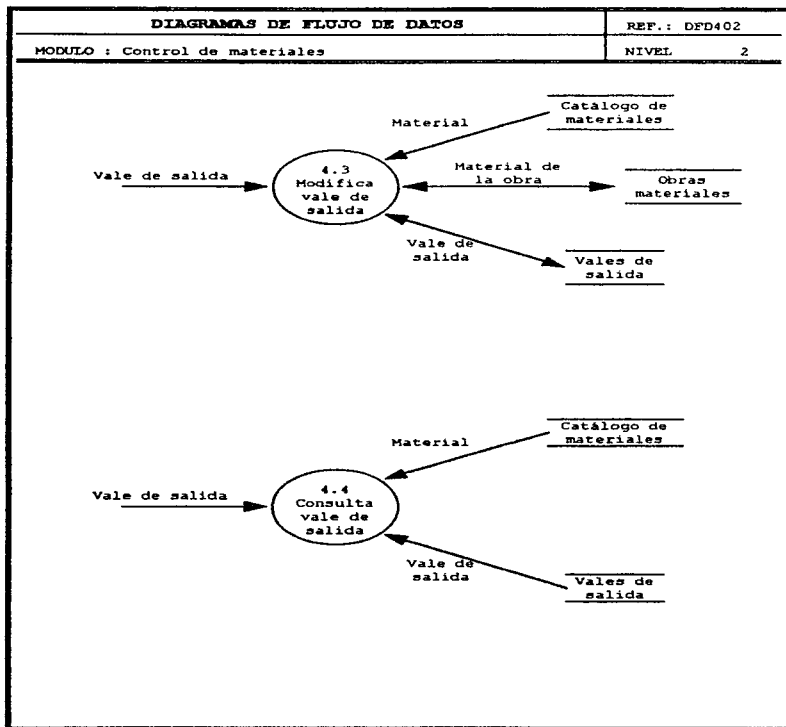 DIAGRAMAS DE FLUJO DE DATOS
REF.: DFD402
MODULO : Control de materiales
NIVEL 2
Catálogo de
materiales
Material
4.3
Modifica
vale de
salida
Vale de salida
Material de
la obra
Obras
materiales
Vale de
salida
Vales de
salida
Catálogo de
materiales
Material
Vale de salida
4.4
Consulta
vale de
salida
Vale de
salida
Vales de
salida